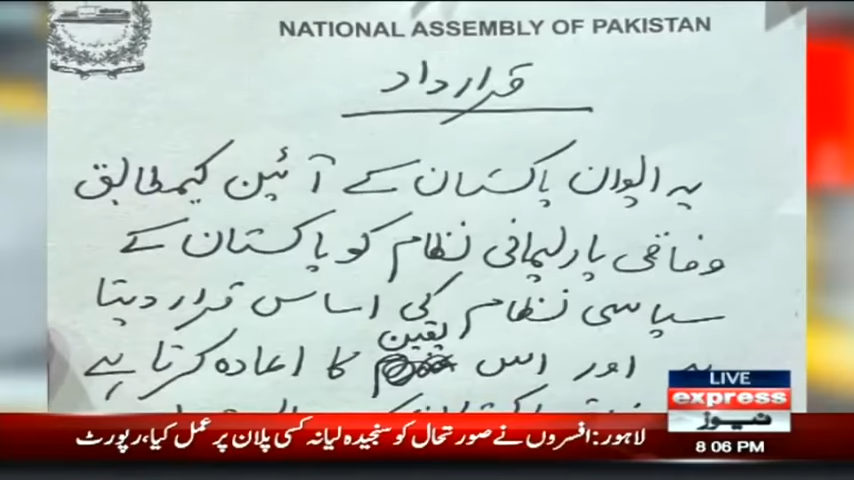 NATIONAL ASSEMBLY OF PAKISTAN
قرارداد
یہ ایوان پاکستان کے آئین کیمطابق
وفاقی پارلیمانی نظام کو پاکستان کے
سیاسی نظام کی اساس قرار دیتا
ہے اور اس یقین کا اعادہ کرتا ہے
LIVE
express
نیوز
8:06 PM
لاہور: افسروں نے صورتحال کو سنجیدہ لیا نہ کسی پلان پر عمل کیا، رپورٹ